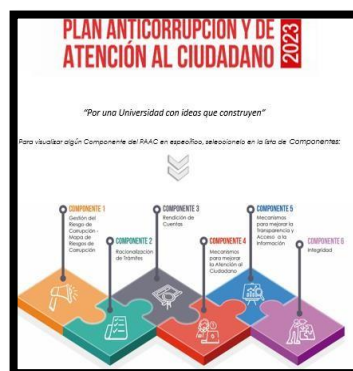 PLAN ANTICORRUPCIÓN Y DE
ATENCIÓN AL CIUDADANO 2023
"Por una Universidad con ideas que construyen"
Para visualizar algún Componente del PAAC en específico, selecciónelo en la lista de Componentes:
COMPONENTE 1
Gestión del
Riesgo de
Corrupción -
Mapa de
Riesgos de
Corrupción
COMPONENTE 2
Racionalización
de Trámites
COMPONENTE 3
Rendición de
Cuentas
COMPONENTE 4
Mecanismos
para mejorar
la Atención al
Ciudadano
COMPONENTE 5
Mecanismos
para mejorar la
Transparencia y
Acceso a la
Información
COMPONENTE 6
Integridad